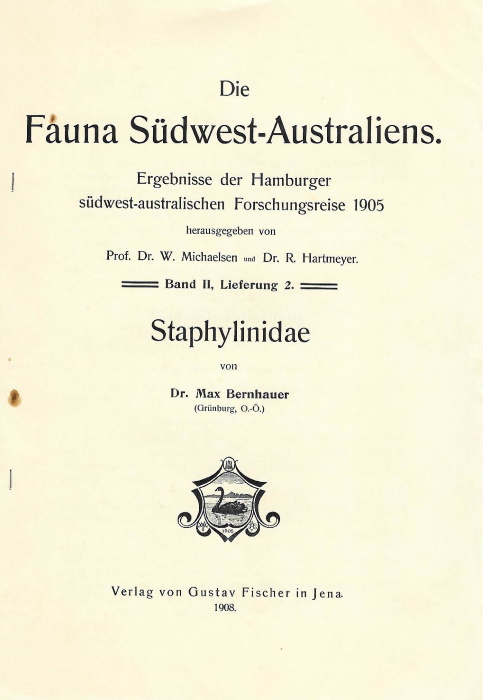 Die
Fauna Südwest-Australiens.
Ergebnisse der Hamburger
südwest-australischen Forschungsreise 1905
herausgegeben von
Prof. Dr. W. Michaelsen und Dr. R. Hartmeyer.
Band II, Lieferung 2.
Staphylinidae
von
Dr. Max Bernhauer
(Grünburg, O.-Ö.)
1905
Verlag von Gustav Fischer in Jena.
1908.